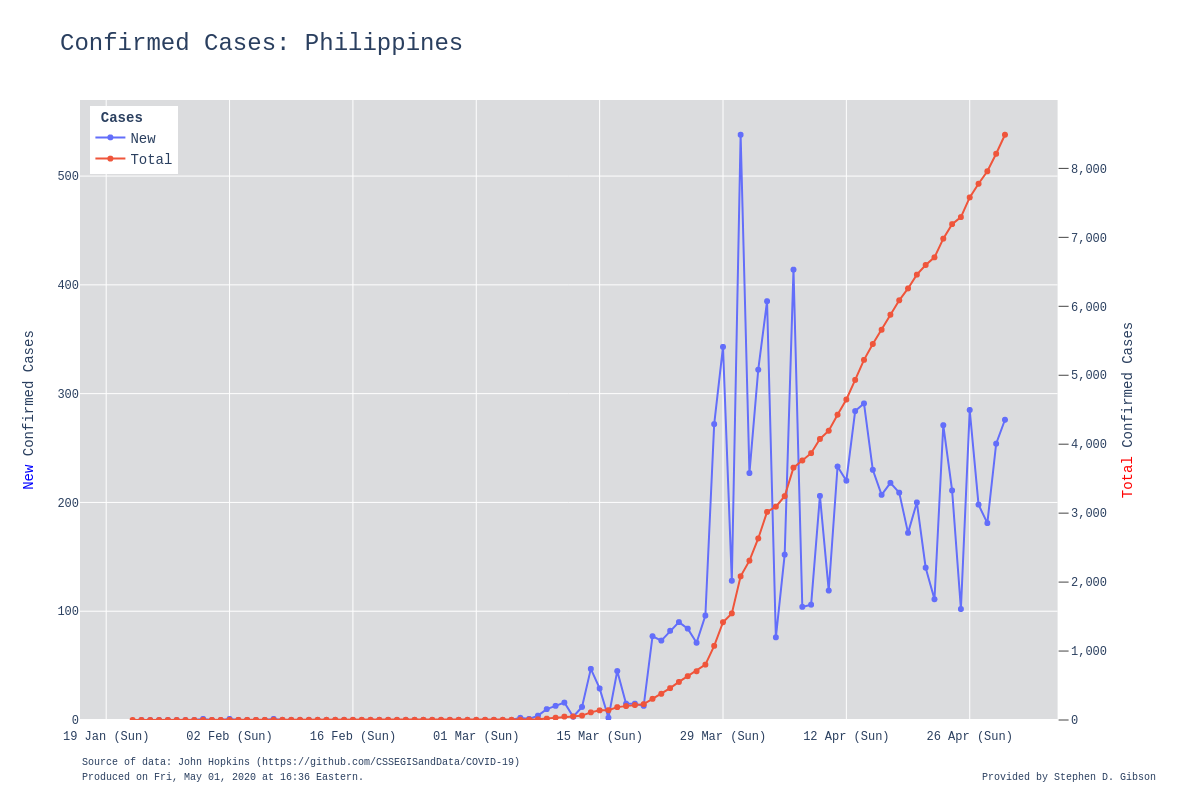 Confirmed Cases: Philippines
Cases
New
Total
500
400
300
200
100
0
New Confirmed Cases
8,000
7,000
6,000
5,000
4,000
3,000
2,000
1,000
0
Total Confirmed Cases
19 Jan (Sun) 02 Feb (Sun) 16 Feb (Sun) 01 Mar (Sun) 15 Mar (Sun) 29 Mar (Sun) 12 Apr (Sun) 26 Apr (Sun)
Source of data: John Hopkins (https://github.com/CSSEGISandData/COVID-19)
Produced on Fri, May 01, 2020 at 16:36 Eastern.
Provided by Stephen D. Gibson